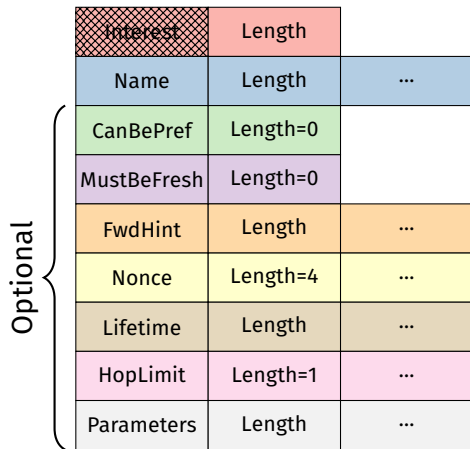 Interest Length
Name Length ...
CanBePref Length=0
MustBeFresh Length=0
FwdHint Length ...
Nonce Length=4 ...
Lifetime Length ...
HopLimit Length=1 ...
Parameters Length ...
Optional